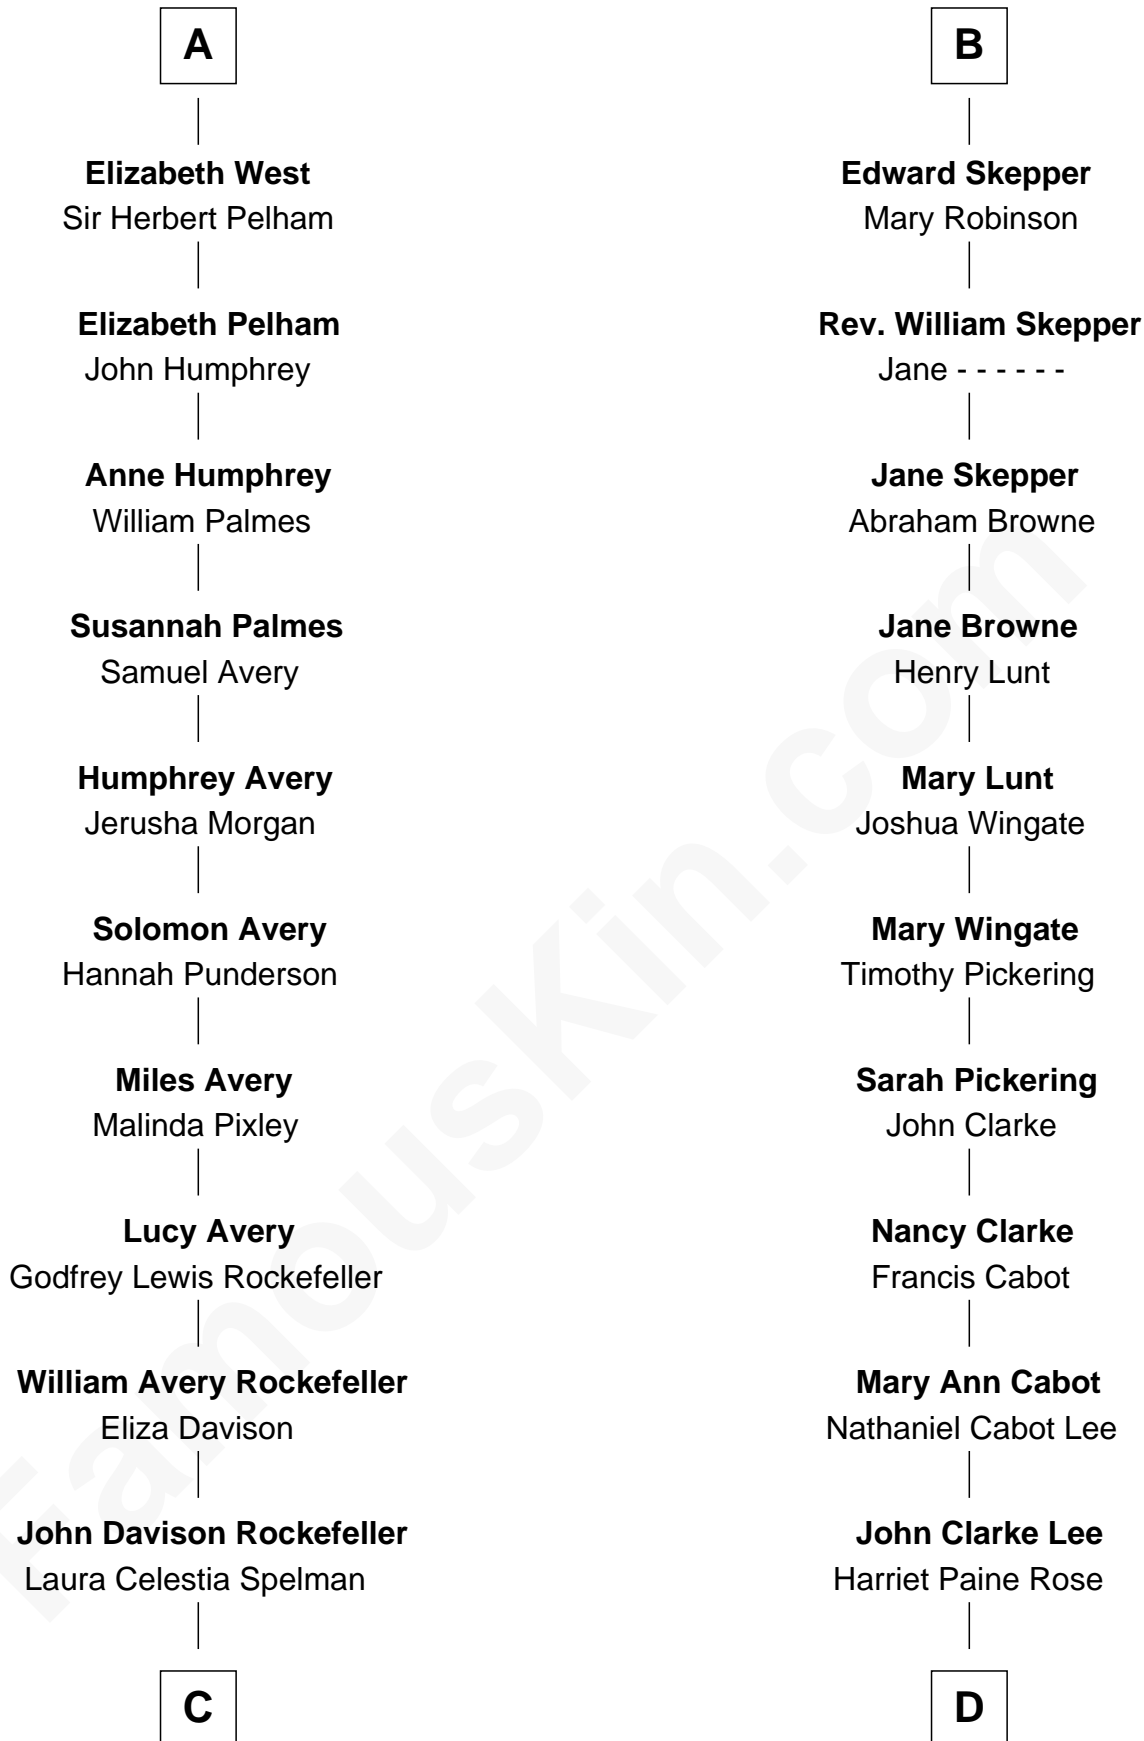 A
Elizabeth West
Sir Herbert Pelham
Elizabeth Pelham
John Humphrey
Anne Humphrey
William Palmes
Susannah Palmes
Samuel Avery
Humphrey Avery
Jerusha Morgan
Solomon Avery
Hannah Punderson
Miles Avery
Malinda Pixley
Lucy Avery
Godfrey Lewis Rockefeller
William Avery Rockefeller
Eliza Davison
John Davison Rockefeller
Laura Celestia Spelman
C
B
Edward Skepper
Mary Robinson
Rev. William Skepper
Jane - - - - - -
Jane Skepper
Abraham Browne
Jane Browne
Henry Lunt
Mary Lunt
Joshua Wingate
Mary Wingate
Timothy Pickering
Sarah Pickering
John Clarke
Nancy Clarke
Francis Cabot
Mary Ann Cabot
Nathaniel Cabot Lee
John Clarke Lee
Harriet Paine Rose
D
FamousKin.com